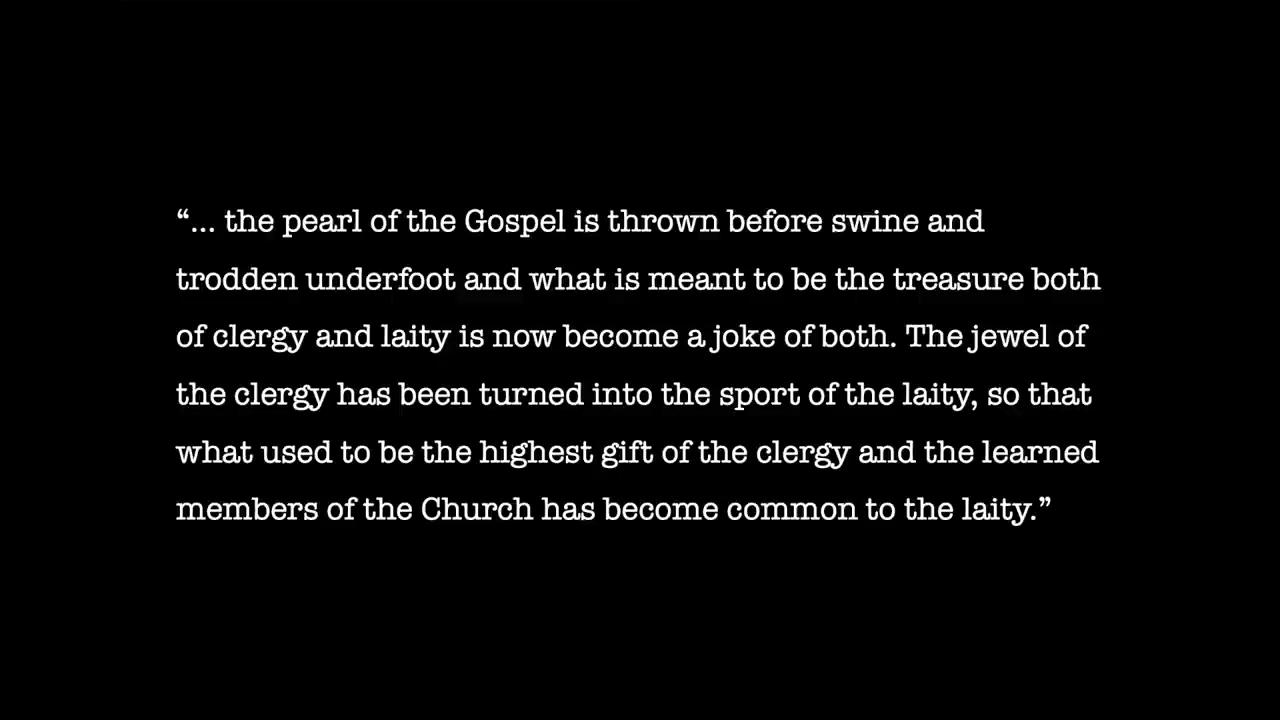 “... the pearl of the Gospel is thrown before swine and
trodden underfoot and what is meant to be the treasure both
of clergy and laity is now become a joke of both. The jewel of
the clergy has been turned into the sport of the laity, so that
what used to be the highest gift of the clergy and the learned
members of the Church has become common to the laity.”